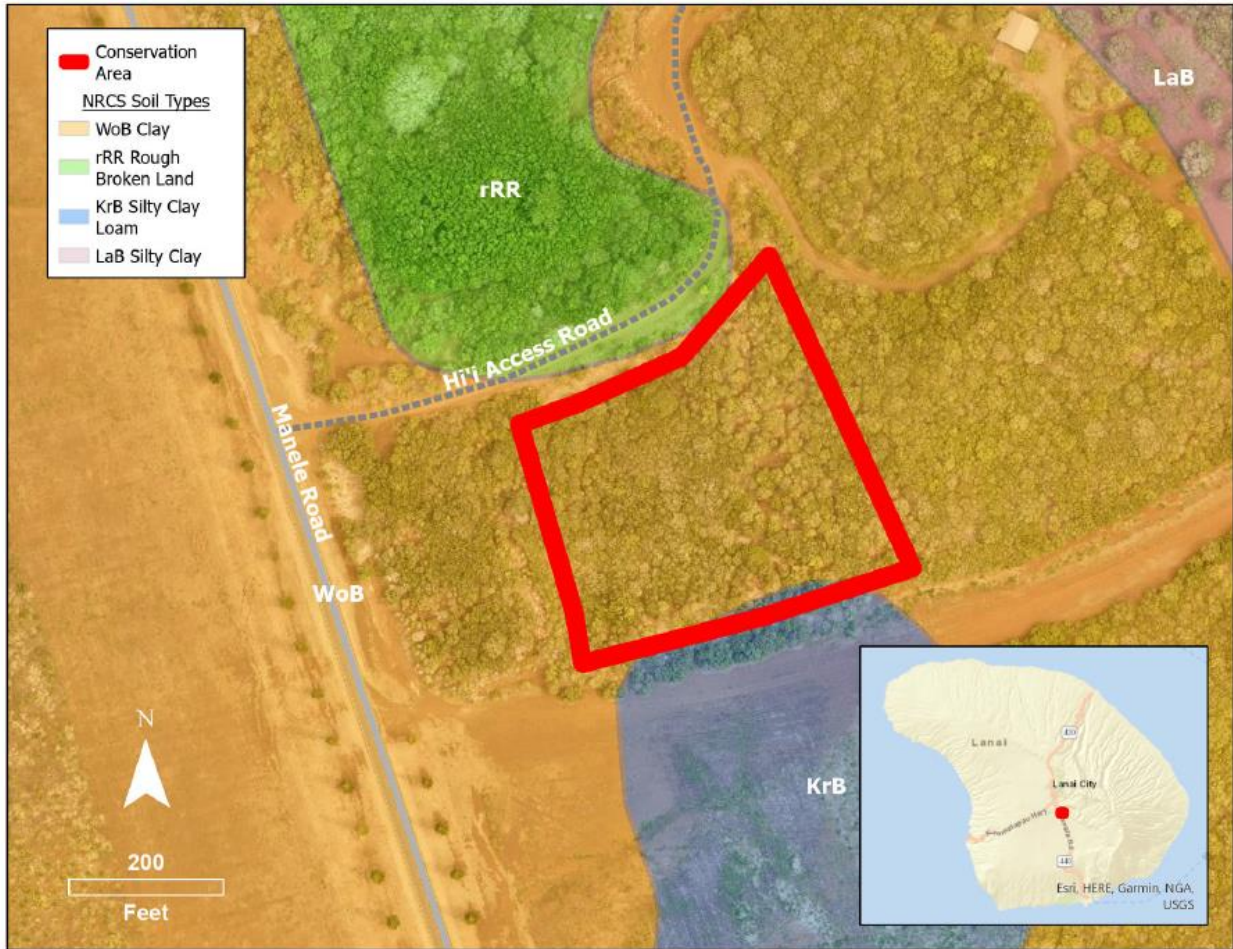 Conservation
Area
NRCS Soil Types
WoB Clay
rRR Rough
Broken Land
KrB Silty Clay
Loam
LaB Silty Clay
LaB
rRR
Hi'i Access Road
Manele Road
WoB
KrB
N
200
Feet
Lanai
Lanai City
440
Esri, HERE, Garmin, NGA,
USGS